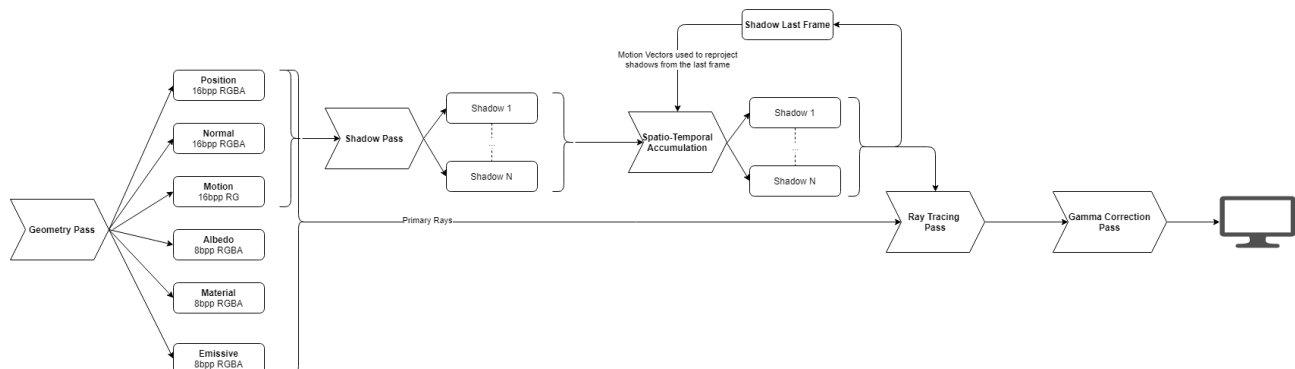 Geometry Pass
Position
16bpp RGBA
Normal
16bpp RGBA
Motion
16bpp RG
Albedo
8bpp RGBA
Material
8bpp RGBA
Emissive
8bpp RGBA
Shadow Pass
Shadow 1
...
Shadow N
Shadow Last Frame
Motion Vectors used to reproject
shadows from the last frame
Spatio-Temporal
Accumulation
Shadow 1
...
Shadow N
Primary Rays
Ray Tracing
Pass
Gamma Correction
Pass